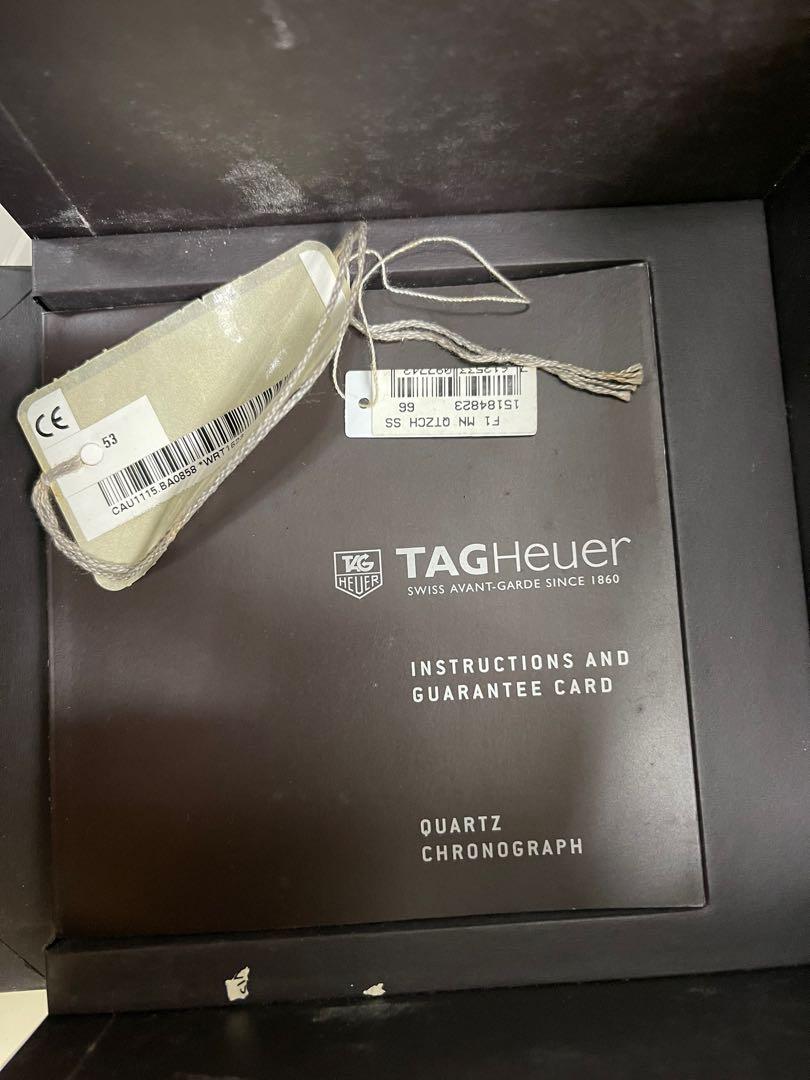 CE
53
CAU1115.BA0858
F1 MN QTZCH SS
15184823 66
TAG
HEUER
TAGHeuer
SWISS AVANT-GARDE SINCE 1860
INSTRUCTIONS AND
GUARANTEE CARD
QUARTZ
CHRONOGRAPH